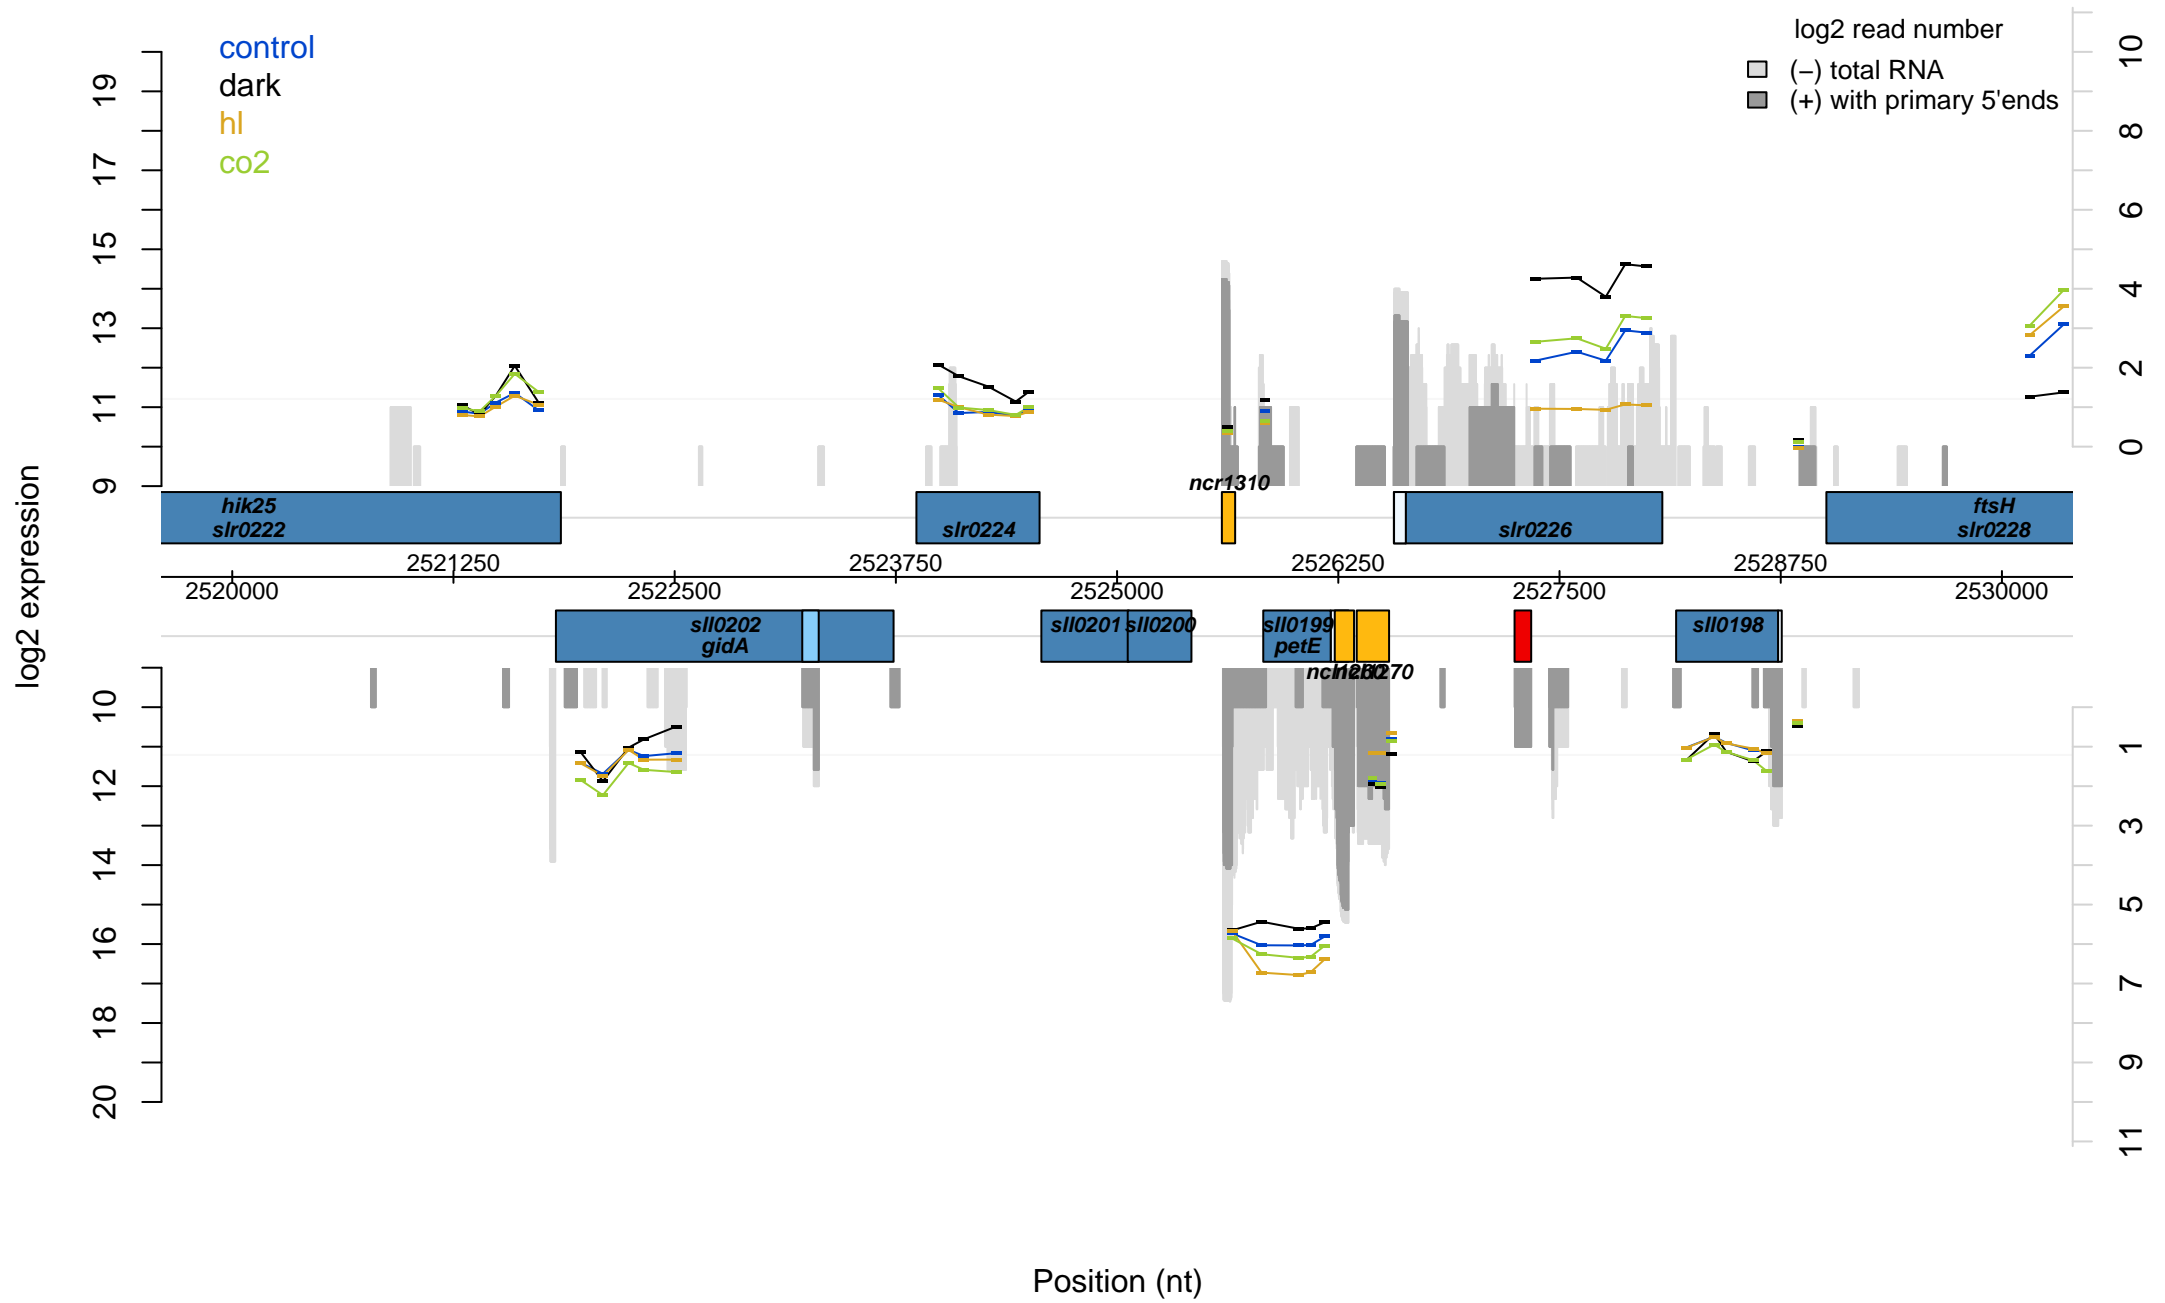 control
dark
hl
co2
log2 read number
(−) total RNA
(+) with primary 5'ends
19
17
15
13
11
9
10
8
6
4
2
0
log2 expression
ncr1310
hik25
slr0222
slr0224
slr0226
ftsH
slr0228
2521250
2523750
2526250
2528750
2520000
2522500
2525000
2527500
2530000
sll0202
gidA
sll0201
sll0200
sll0199
petE
sll0198
ncr1270
10
12
14
16
18
20
1
3
5
7
9
11
Position (nt)